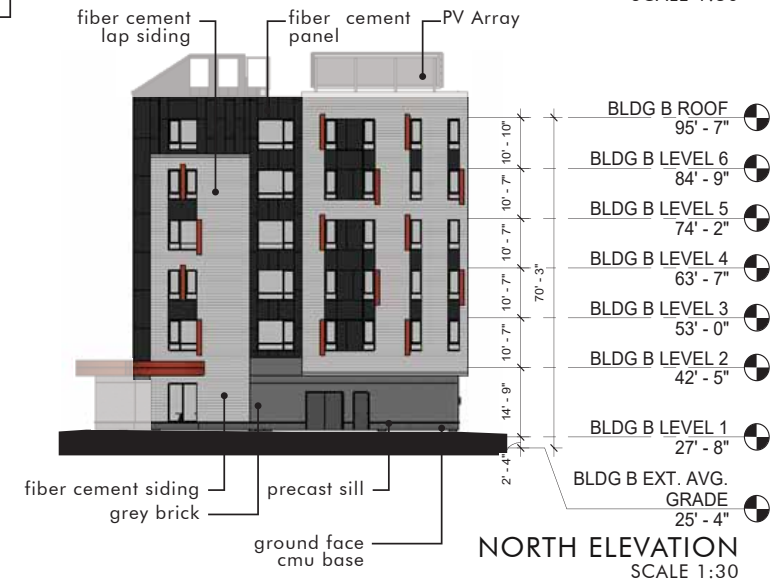 fiber cement
lap siding
fiber cement
panel
PV Array
BLDG B ROOF
95' - 7"
10' - 10"
BLDG B LEVEL 6
84' - 9"
10' - 7"
BLDG B LEVEL 5
74' - 2"
10' - 7"
BLDG B LEVEL 4
63' - 7"
10' - 7"
70' - 3"
BLDG B LEVEL 3
53' - 0"
10' - 7"
BLDG B LEVEL 2
42' - 5"
14' - 9"
BLDG B LEVEL 1
27' - 8"
2' - 4"
BLDG B EXT. AVG.
GRADE
25' - 4"
fiber cement siding
grey brick
precast sill
ground face
cmu base
NORTH ELEVATION
SCALE 1:30